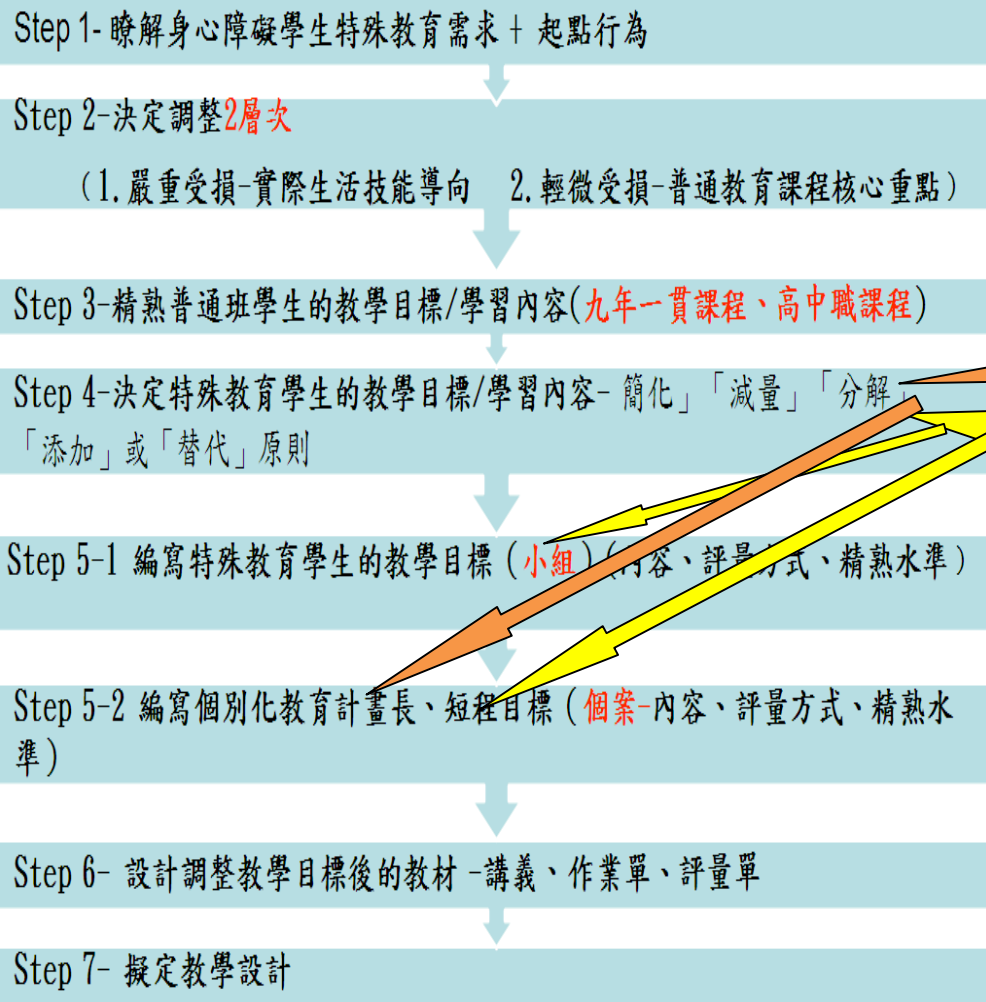 Step 1- 瞭解身心障礙學生特殊教育需求 + 起點行為
Step 2-決定調整2層次
(1.嚴重受損-實際生活技能導向 2.輕微受損-普通教育課程核心重點)
Step 3-精熟普通班學生的教學目標/學習內容(九年一貫課程、高中職課程)
Step 4-決定特殊教育學生的教學目標/學習內容- 簡化」「減量」「分解」
「添加」或「替代」原則
Step 5-1 編寫特殊教育學生的教學目標(小組)(內容、評量方式、精熟水準)
Step 5-2 編寫個別化教育計畫長、短程目標(個案-內容、評量方式、精熟水
準)
Step 6- 設計調整教學目標後的教材 -講義、作業單、評量單
Step 7- 擬定教學設計